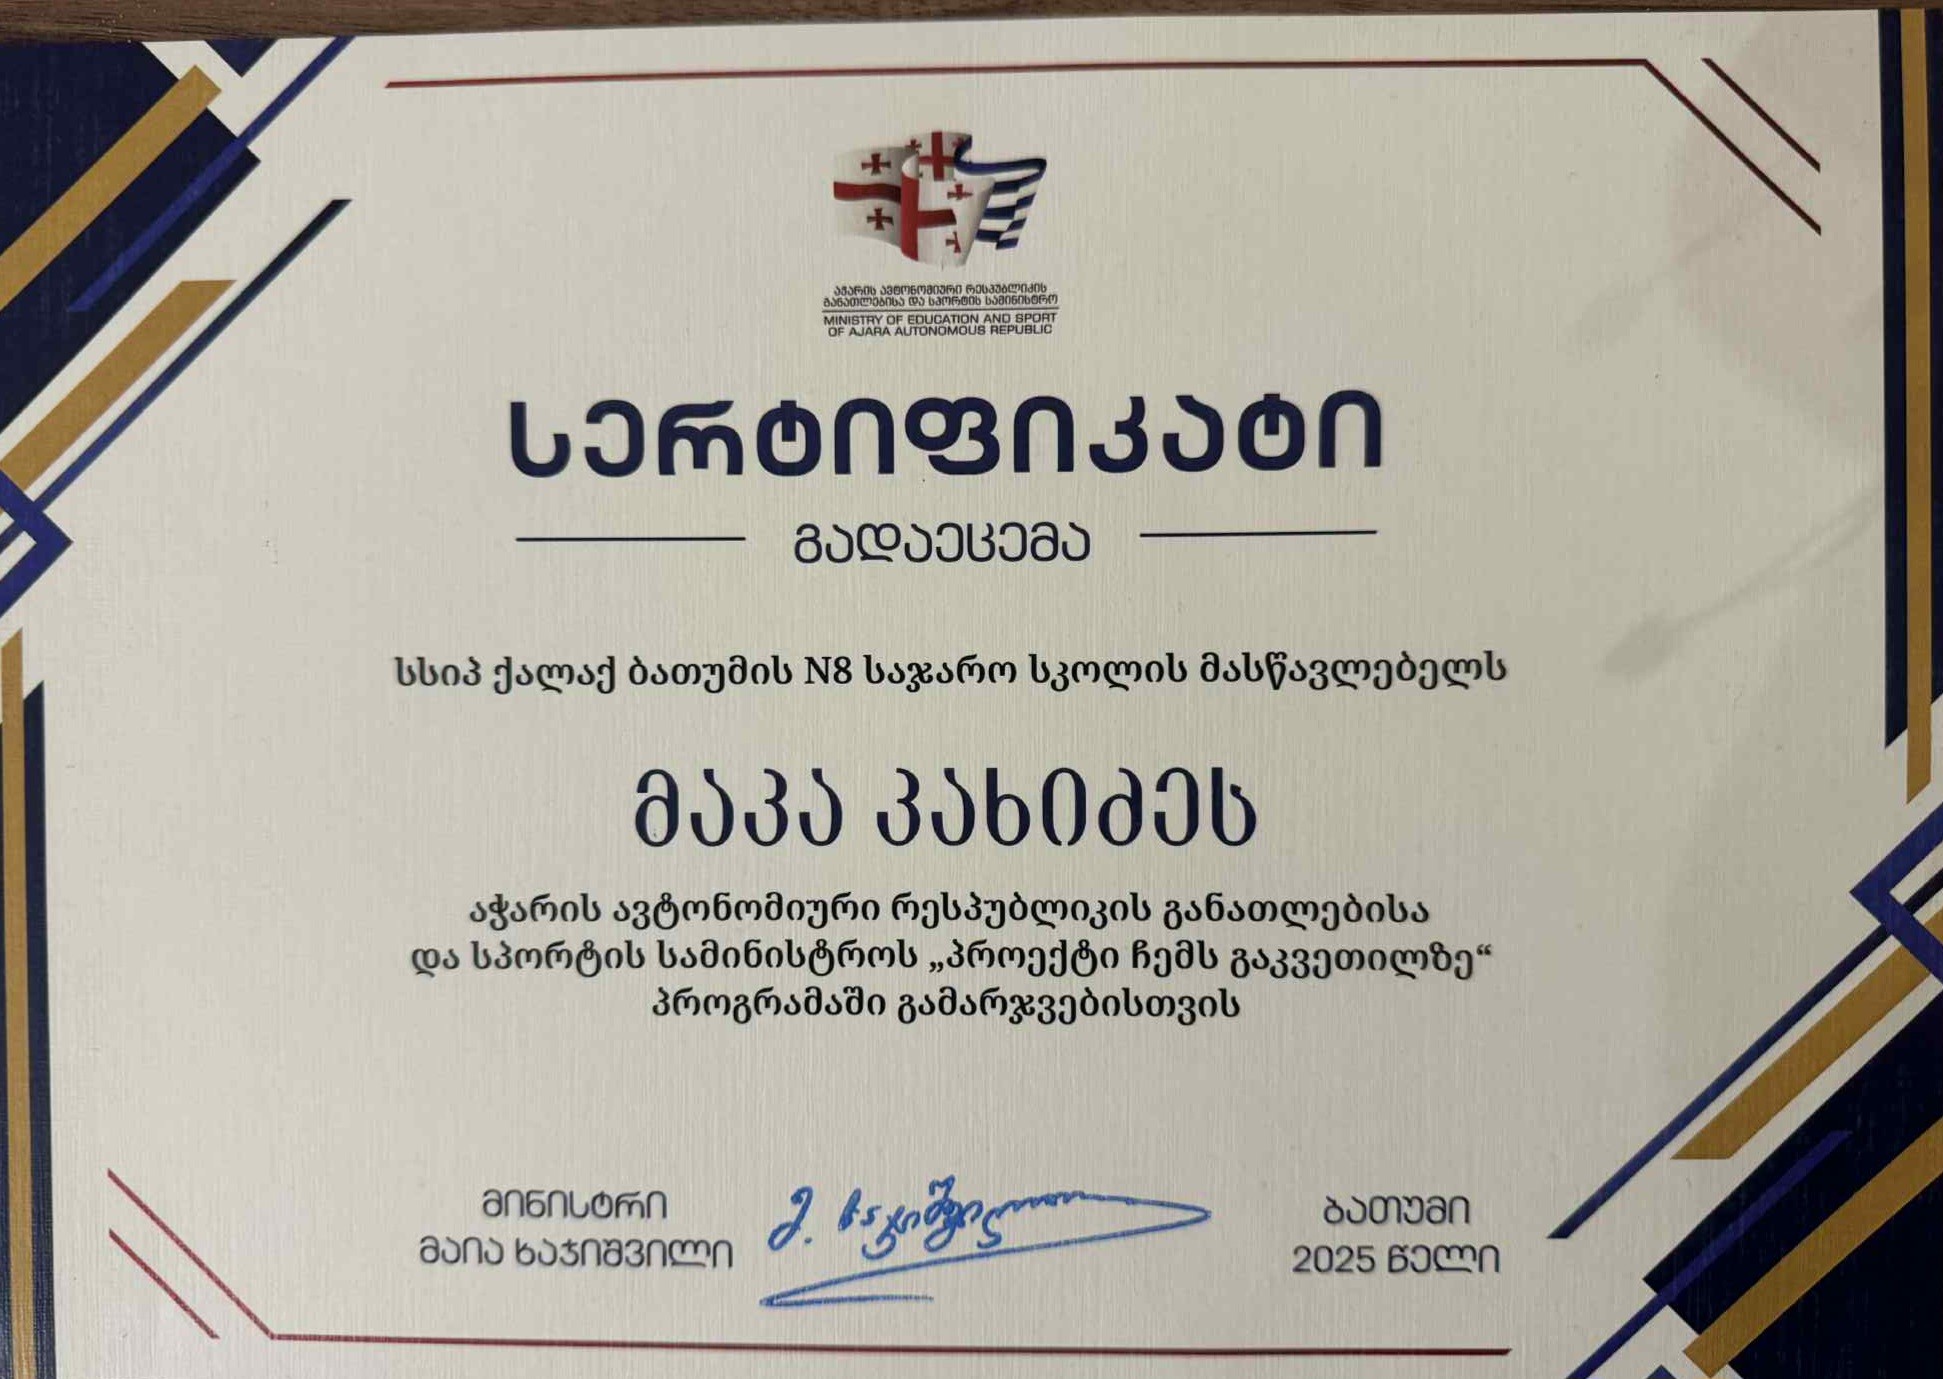 აჭარის ავტონომიური რესპუბლიკის
განათლებისა და სპორტის სამინისტრო
MINISTRY OF EDUCATION AND SPORT
OF AJARA AUTONOMOUS REPUBLIC
სერტიფიკატი
გადაეცემა
სსიპ ქალაქ ბათუმის N8 საჯარო სკოლის მასწავლებელს
მაკა კახიძეს
აჭარის ავტონომიური რესპუბლიკის განათლებისა
და სპორტის სამინისტროს „პროექტი ჩემს გაკვეთილზე“
პროგრამაში გამარჯვებისთვის
მინისტრი
მაია ხაჯიშვილი
მ. ხაჯიშვილი
ბათუმი
2025 წელი